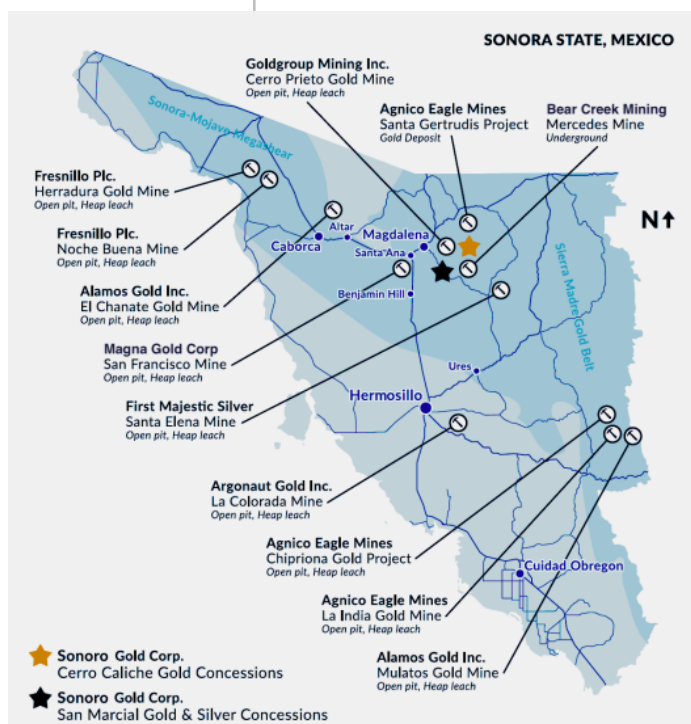 SONORA STATE, MEXICO
Goldgroup Mining Inc.
Cerro Prieto Gold Mine
Open pit, Heap leach
Agnico Eagle Mines
Santa Gertrudis Project
Gold Deposit
Bear Creek Mining
Mercedes Mine
Underground
Sonora-Mojave Megashear
Fresnillo Plc.
Herradura Gold Mine
Open pit, Heap leach
N
Fresnillo Plc.
Noche Buena Mine
Open pit, Heap leach
Caborca
Altar
Magdalena
Santa Ana
Benjamin Hill
Sierra Madre Gold Belt
Alamos Gold Inc.
El Chanate Gold Mine
Open pit, Heap leach
Magna Gold Corp
San Francisco Mine
Open pit, Heap leach
Ures
Hermosillo
First Majestic Silver
Santa Elena Mine
Open pit, Heap leach
Argonaut Gold Inc.
La Colorada Mine
Open pit, Heap leach
Agnico Eagle Mines
Chipriona Gold Project
Open pit, Heap leach
Cuidad Obregon
Agnico Eagle Mines
La India Gold Mine
Open pit, Heap leach
Alamos Gold Inc.
Mulatos Gold Mine
Open pit, Heap leach
Sonoro Gold Corp.
Cerro Caliche Gold Concessions
Sonoro Gold Corp.
San Marcial Gold & Silver Concessions